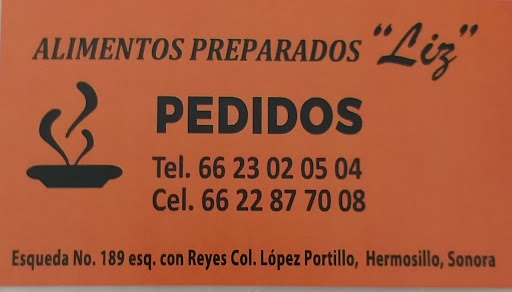 ALIMENTOS PREPARADOS "Liz"
PEDIDOS
Tel. 66 23 02 05 04
Cel. 66 22 87 70 08
Esqueda No. 189 esq. con Reyes Col. López Portillo, Hermosillo, Sonora